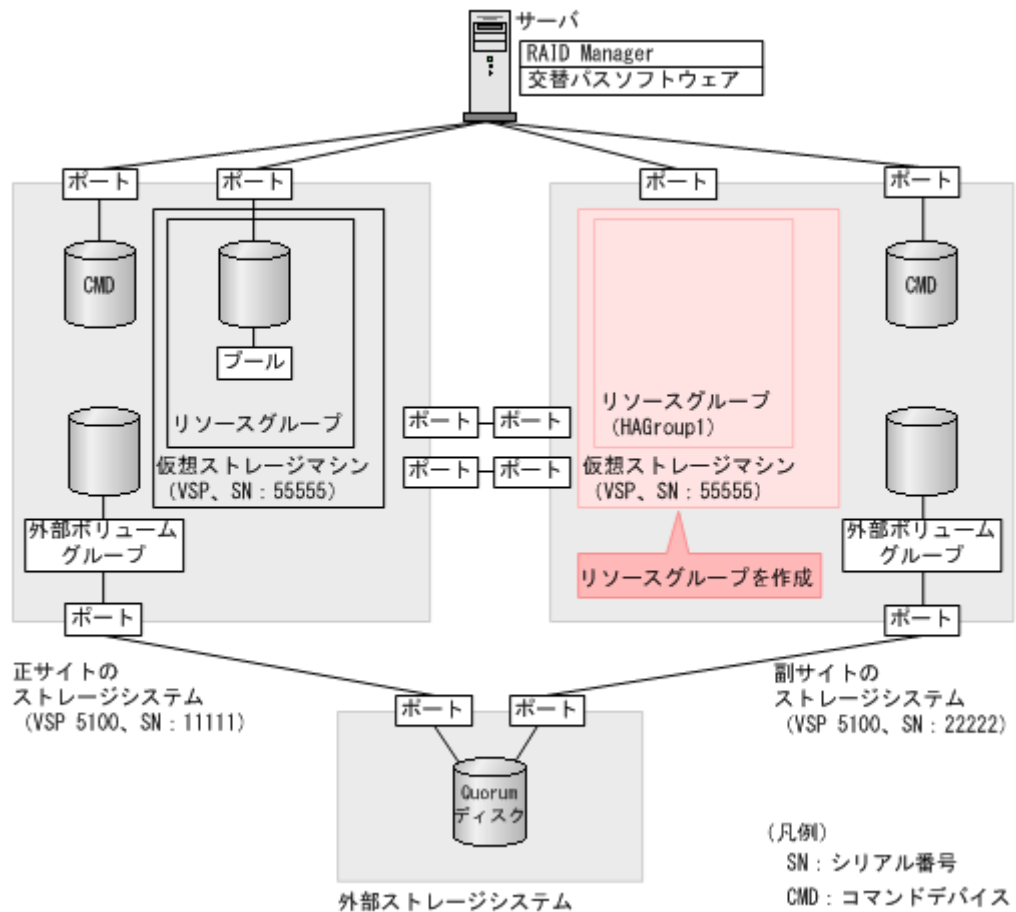 サーバ
RAID Manager
交替パスソフトウェア
ポート
ポート
ポート
ポート
CMD
プール
リソースグループ
仮想ストレージマシン
(VSP、SN：55555)
外部ボリューム
グループ
ポート
ポート
ポート
ポート
ポート
リソースグループ
(HAGroup1)
仮想ストレージマシン
(VSP、SN：55555)
リソースグループを作成
CMD
外部ボリューム
グループ
ポート
正サイトの
ストレージシステム
(VSP 5100、SN：11111)
副サイトの
ストレージシステム
(VSP 5100、SN：22222)
ポート
ポート
Quorum
ディスク
外部ストレージシステム
(凡例)
SN：シリアル番号
CMD：コマンドデバイス